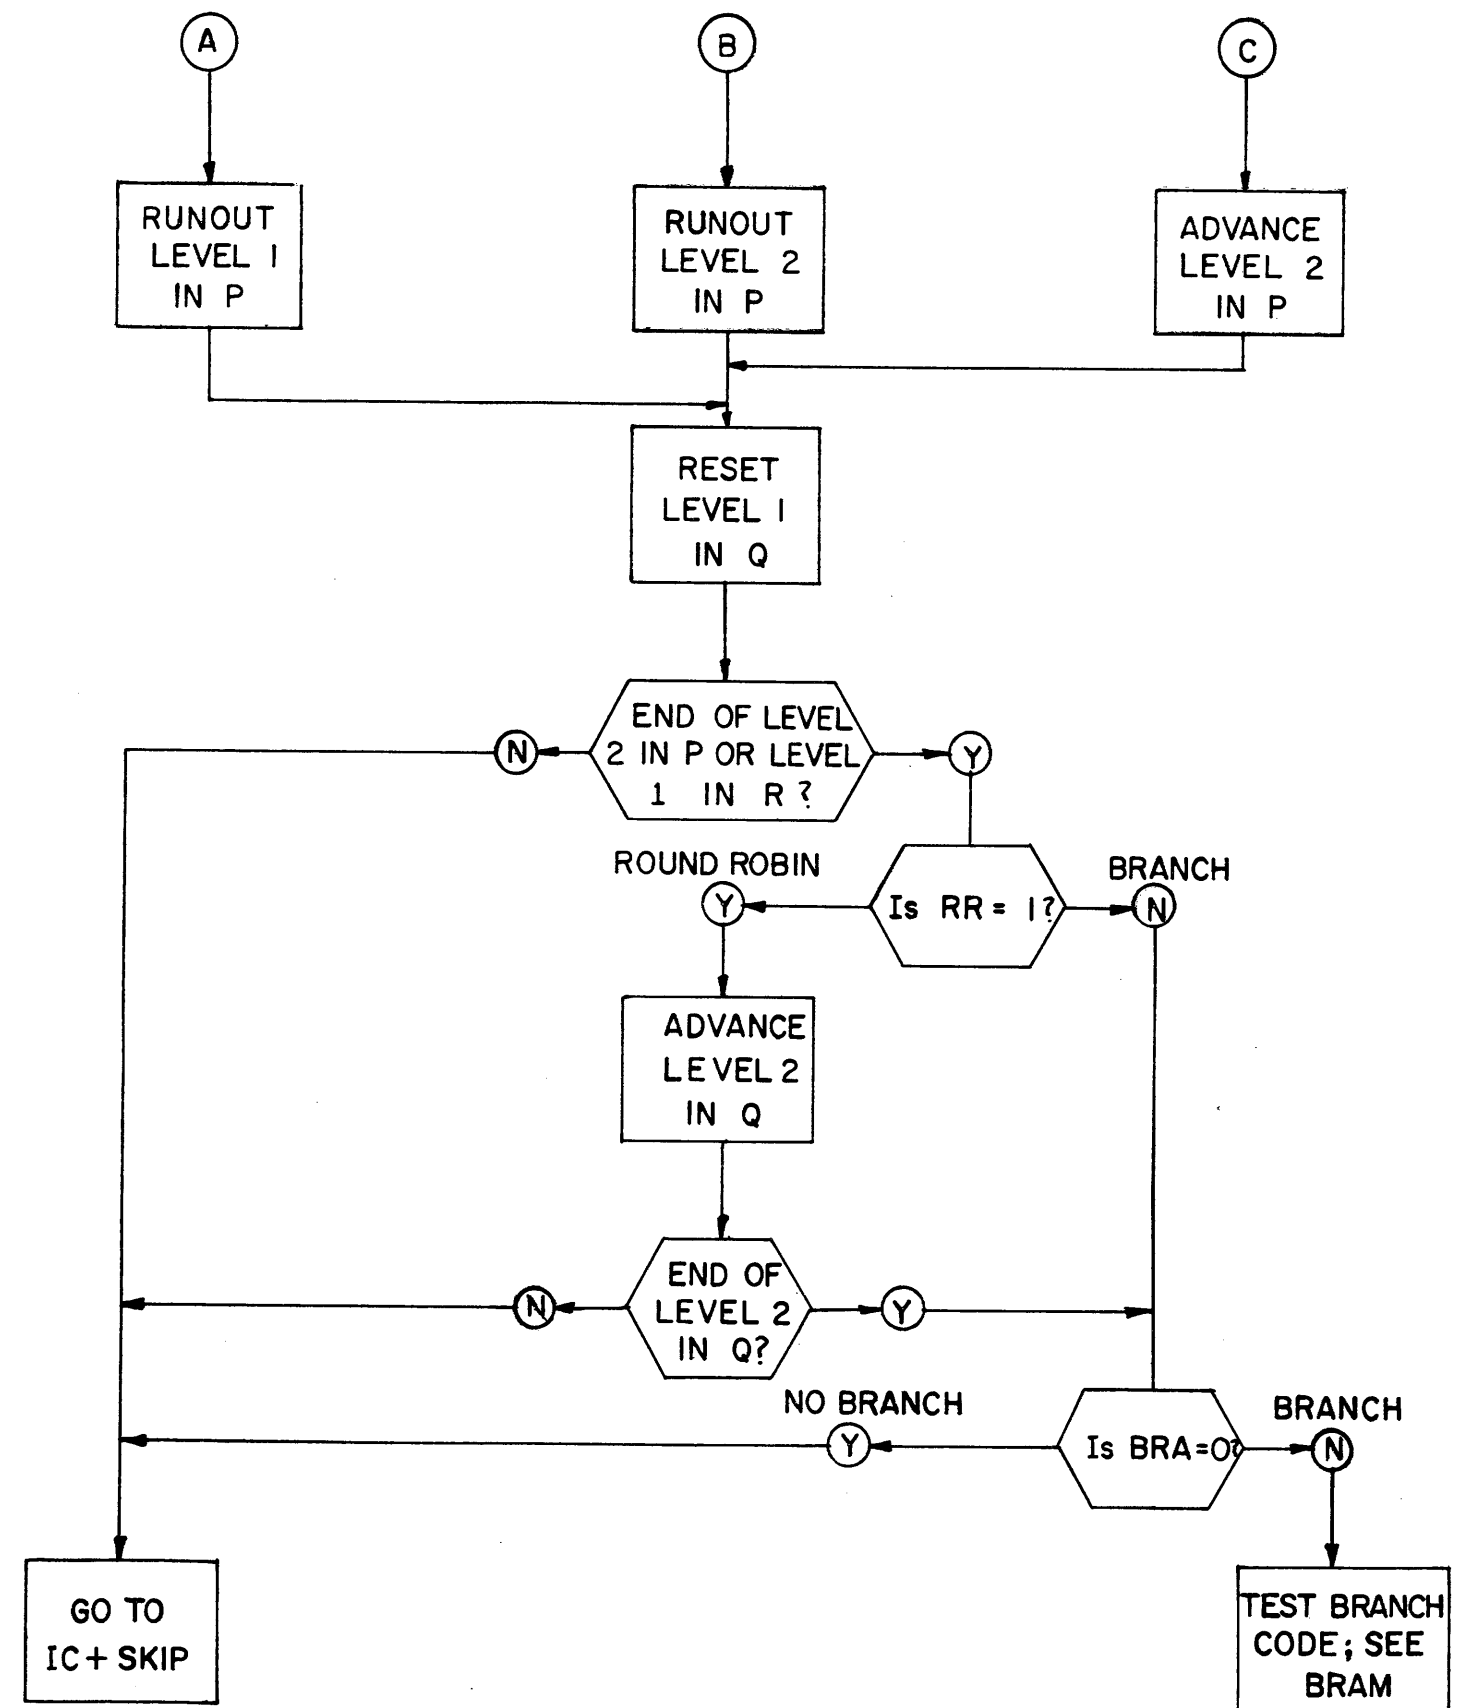 A
B
C
RUNOUT
LEVEL 1
IN P
RUNOUT
LEVEL 2
IN P
ADVANCE
LEVEL 2
IN P
RESET
LEVEL 1
IN Q
END OF LEVEL
2 IN P OR LEVEL
1 IN R?
N
Y
ROUND ROBIN
Y
Is RR = 1?
BRANCH
N
ADVANCE
LEVEL 2
IN Q
END OF
LEVEL 2
IN Q?
N
Y
NO BRANCH
Y
Is BRA=0?
BRANCH
N
GO TO
IC + SKIP
TEST BRANCH
CODE; SEE
BRAM